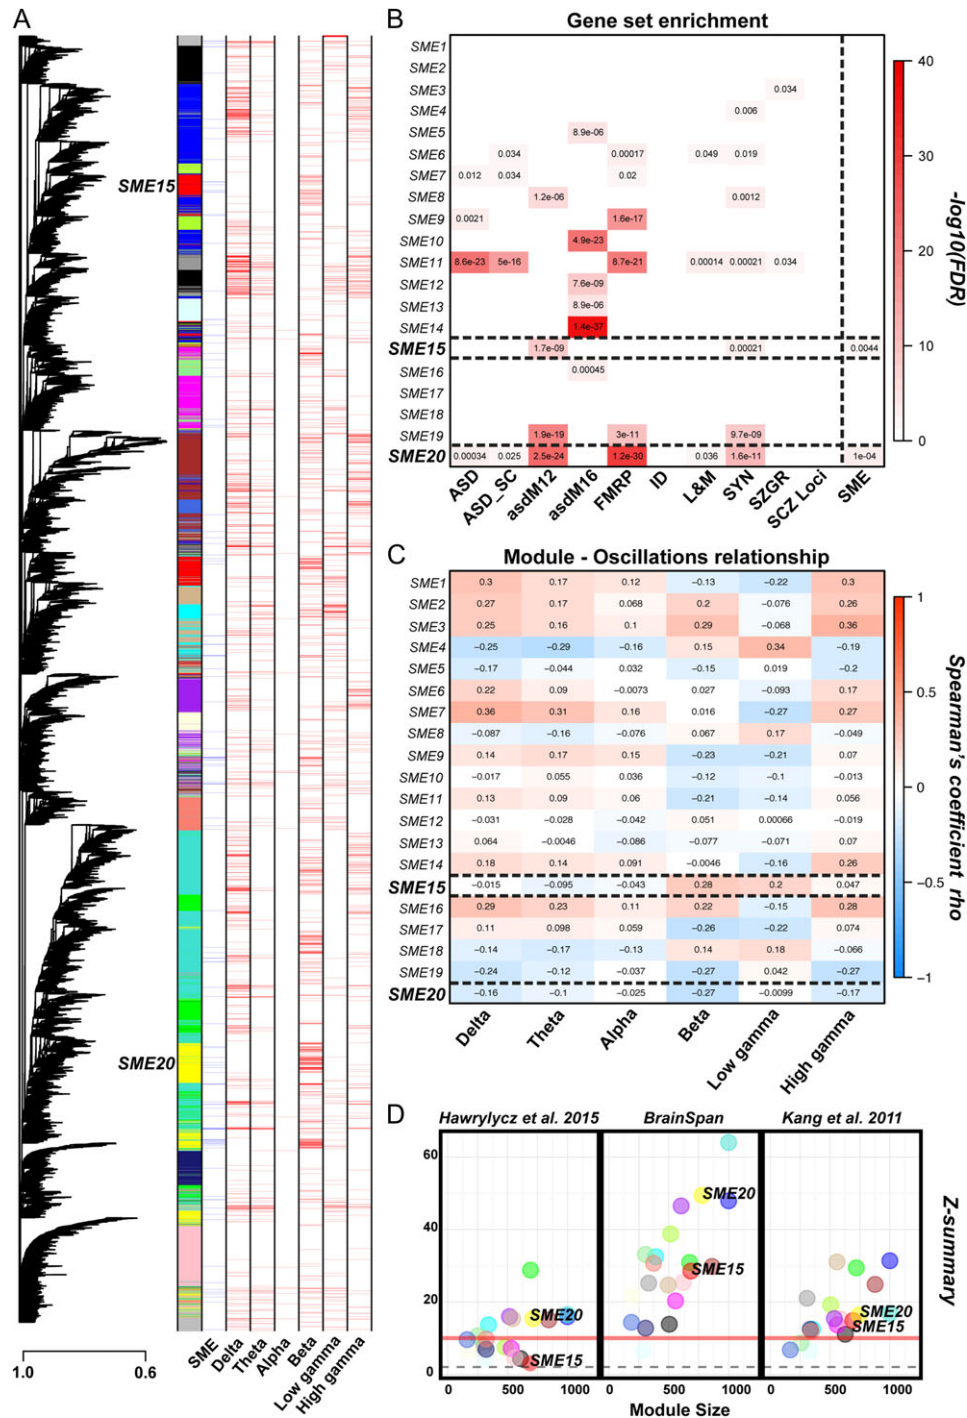 A
SME15
SME20
1.0
0.6
SME
Delta
Theta
Alpha
Beta
Low gamma
High gamma
B
Gene set enrichment
SME1
SME2
SME3 0.034
SME4 0.006
SME5 8.9e-06
SME6 0.034 0.00017 0.049 0.019
SME7 0.012 0.034 0.02
SME8 1.2e-06 0.0012
SME9 0.0021 1.6e-17
SME10 4.9e-23
SME11 8.6e-23 5e-16 8.7e-21 0.00014 0.00021 0.034
SME12 7.6e-09
SME13 8.9e-06
SME14 1.4e-37
SME15 1.7e-09 0.00021 0.0044
SME16 0.00045
SME17
SME18
SME19 1.9e-19 3e-11 9.7e-09
SME20 0.00034 0.025 2.5e-24 1.2e-30 0.036 1.6e-11 1e-04
ASD
ASD_SC
asdM12
asdM16
FMRP
ID
L&M
SYN
SZGR
SCZ Loci
SME
40
30
20
10
0
-log10(FDR)
C
Module - Oscillations relationship
SME1 0.3 0.17 0.12 −0.13 −0.22 0.3
SME2 0.27 0.17 0.068 0.2 −0.076 0.26
SME3 0.25 0.16 0.1 0.29 −0.068 0.36
SME4 −0.25 −0.29 −0.16 0.15 0.34 −0.19
SME5 −0.17 −0.044 0.032 −0.15 0.019 −0.2
SME6 0.22 0.09 −0.0073 0.027 −0.093 0.17
SME7 0.36 0.31 0.16 0.016 −0.27 0.27
SME8 −0.087 −0.16 −0.076 0.067 0.17 −0.049
SME9 0.14 0.17 0.15 −0.23 −0.21 0.07
SME10 −0.017 0.055 0.036 −0.12 −0.1 −0.013
SME11 0.13 0.09 0.06 −0.21 −0.14 0.056
SME12 −0.031 −0.028 −0.042 0.051 0.00066 −0.019
SME13 0.064 −0.0046 −0.086 −0.077 −0.071 0.07
SME14 0.18 0.14 0.091 −0.0046 −0.16 0.26
SME15 −0.015 −0.095 −0.043 0.28 0.2 0.047
SME16 0.29 0.23 0.11 0.22 −0.15 0.28
SME17 0.11 0.098 0.059 −0.26 −0.22 0.074
SME18 −0.14 −0.17 −0.13 0.14 0.18 −0.066
SME19 −0.24 −0.12 −0.037 −0.27 0.042 −0.27
SME20 −0.16 −0.1 −0.025 −0.27 −0.0099 −0.17
Delta
Theta
Alpha
Beta
Low gamma
High gamma
1
0.5
0
−0.5
−1
Spearman's coefficient rho
D
Hawrylycz et al. 2015 BrainSpan Kang et al. 2011
60
40
20
0
SME20
SME15
SME20
SME15
SME20
SME15
0 500 1000 0 500 1000 0 500 1000
Module Size
Z-summary